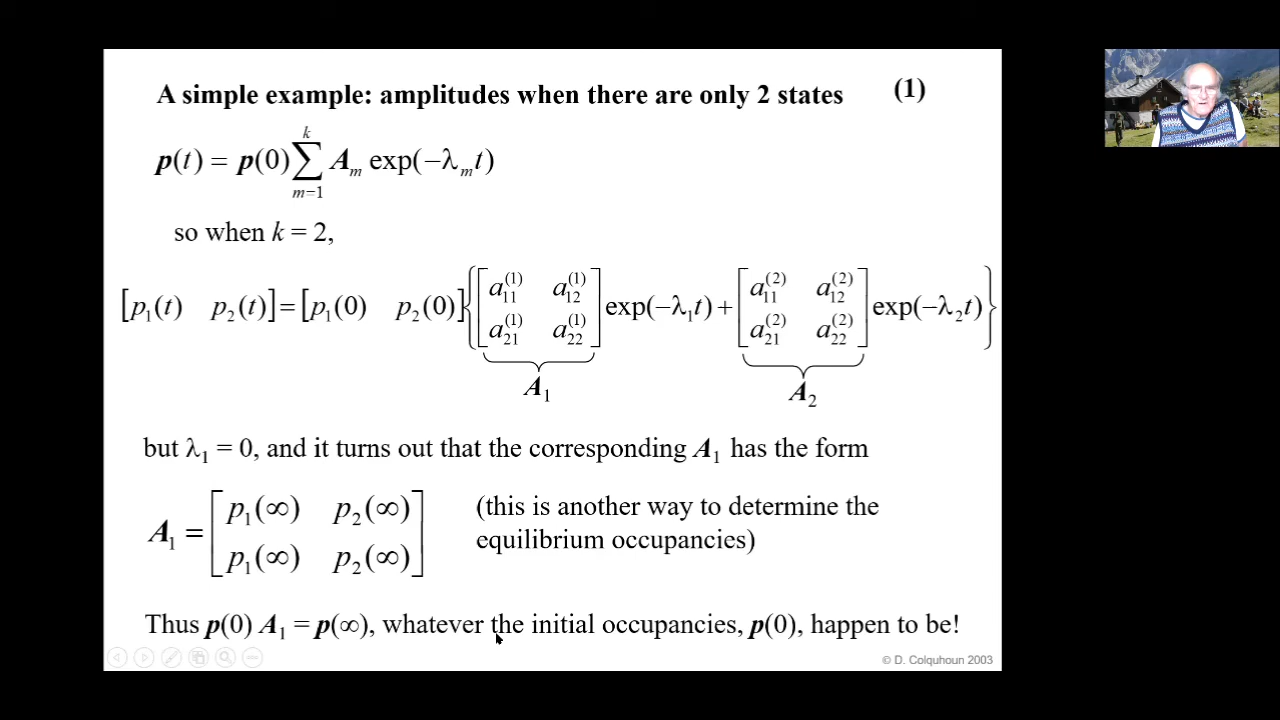 A simple example: amplitudes when there are only 2 states (1)
p(t) = p(0) ∑_{m=1}^{k} A_m exp(−λ_m t)
so when k = 2,
[p₁(t) p₂(t)] = [p₁(0) p₂(0)] { [a₁₁⁽¹⁾ a₁₂⁽¹⁾; a₂₁⁽¹⁾ a₂₂⁽¹⁾] exp(−λ₁t) + [a₁₁⁽²⁾ a₁₂⁽²⁾; a₂₁⁽²⁾ a₂₂⁽²⁾] exp(−λ₂t) }
A₁ A₂
but λ₁ = 0, and it turns out that the corresponding A₁ has the form
A₁ = [p₁(∞) p₂(∞); p₁(∞) p₂(∞)]
(this is another way to determine the
equilibrium occupancies)
Thus p(0) A₁ = p(∞), whatever the initial occupancies, p(0), happen to be!
© D. Colquhoun 2003